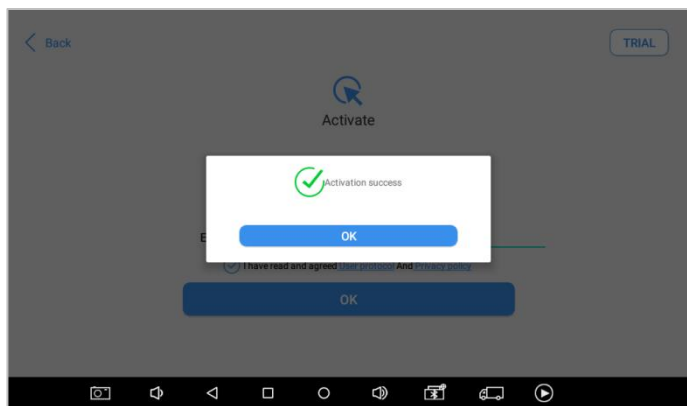 Back
TRIAL
Activate
Activation success
E
OK
I have read and agreed User protocol And Privacy policy
OK